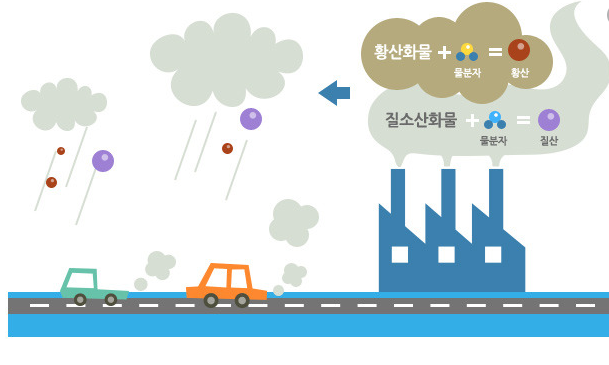 황산화물 + =
물분자 황산
질소산화물 + =
물분자 질산